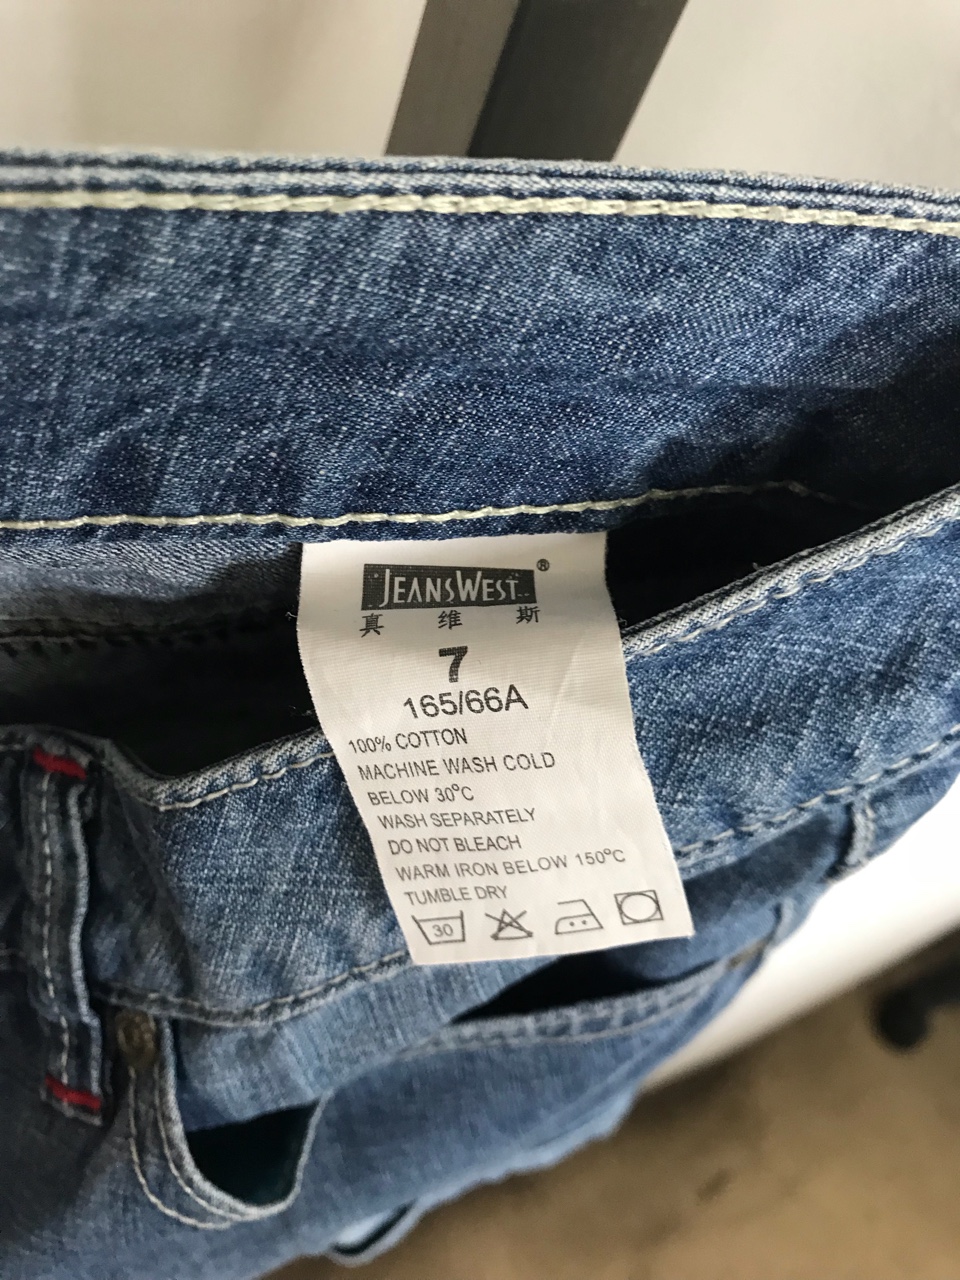 JEANSWEST®
真 维 斯
7
165/66A
100% COTTON
MACHINE WASH COLD
BELOW 30°C
WASH SEPARATELY
DO NOT BLEACH
WARM IRON BELOW 150°C
TUMBLE DRY
30